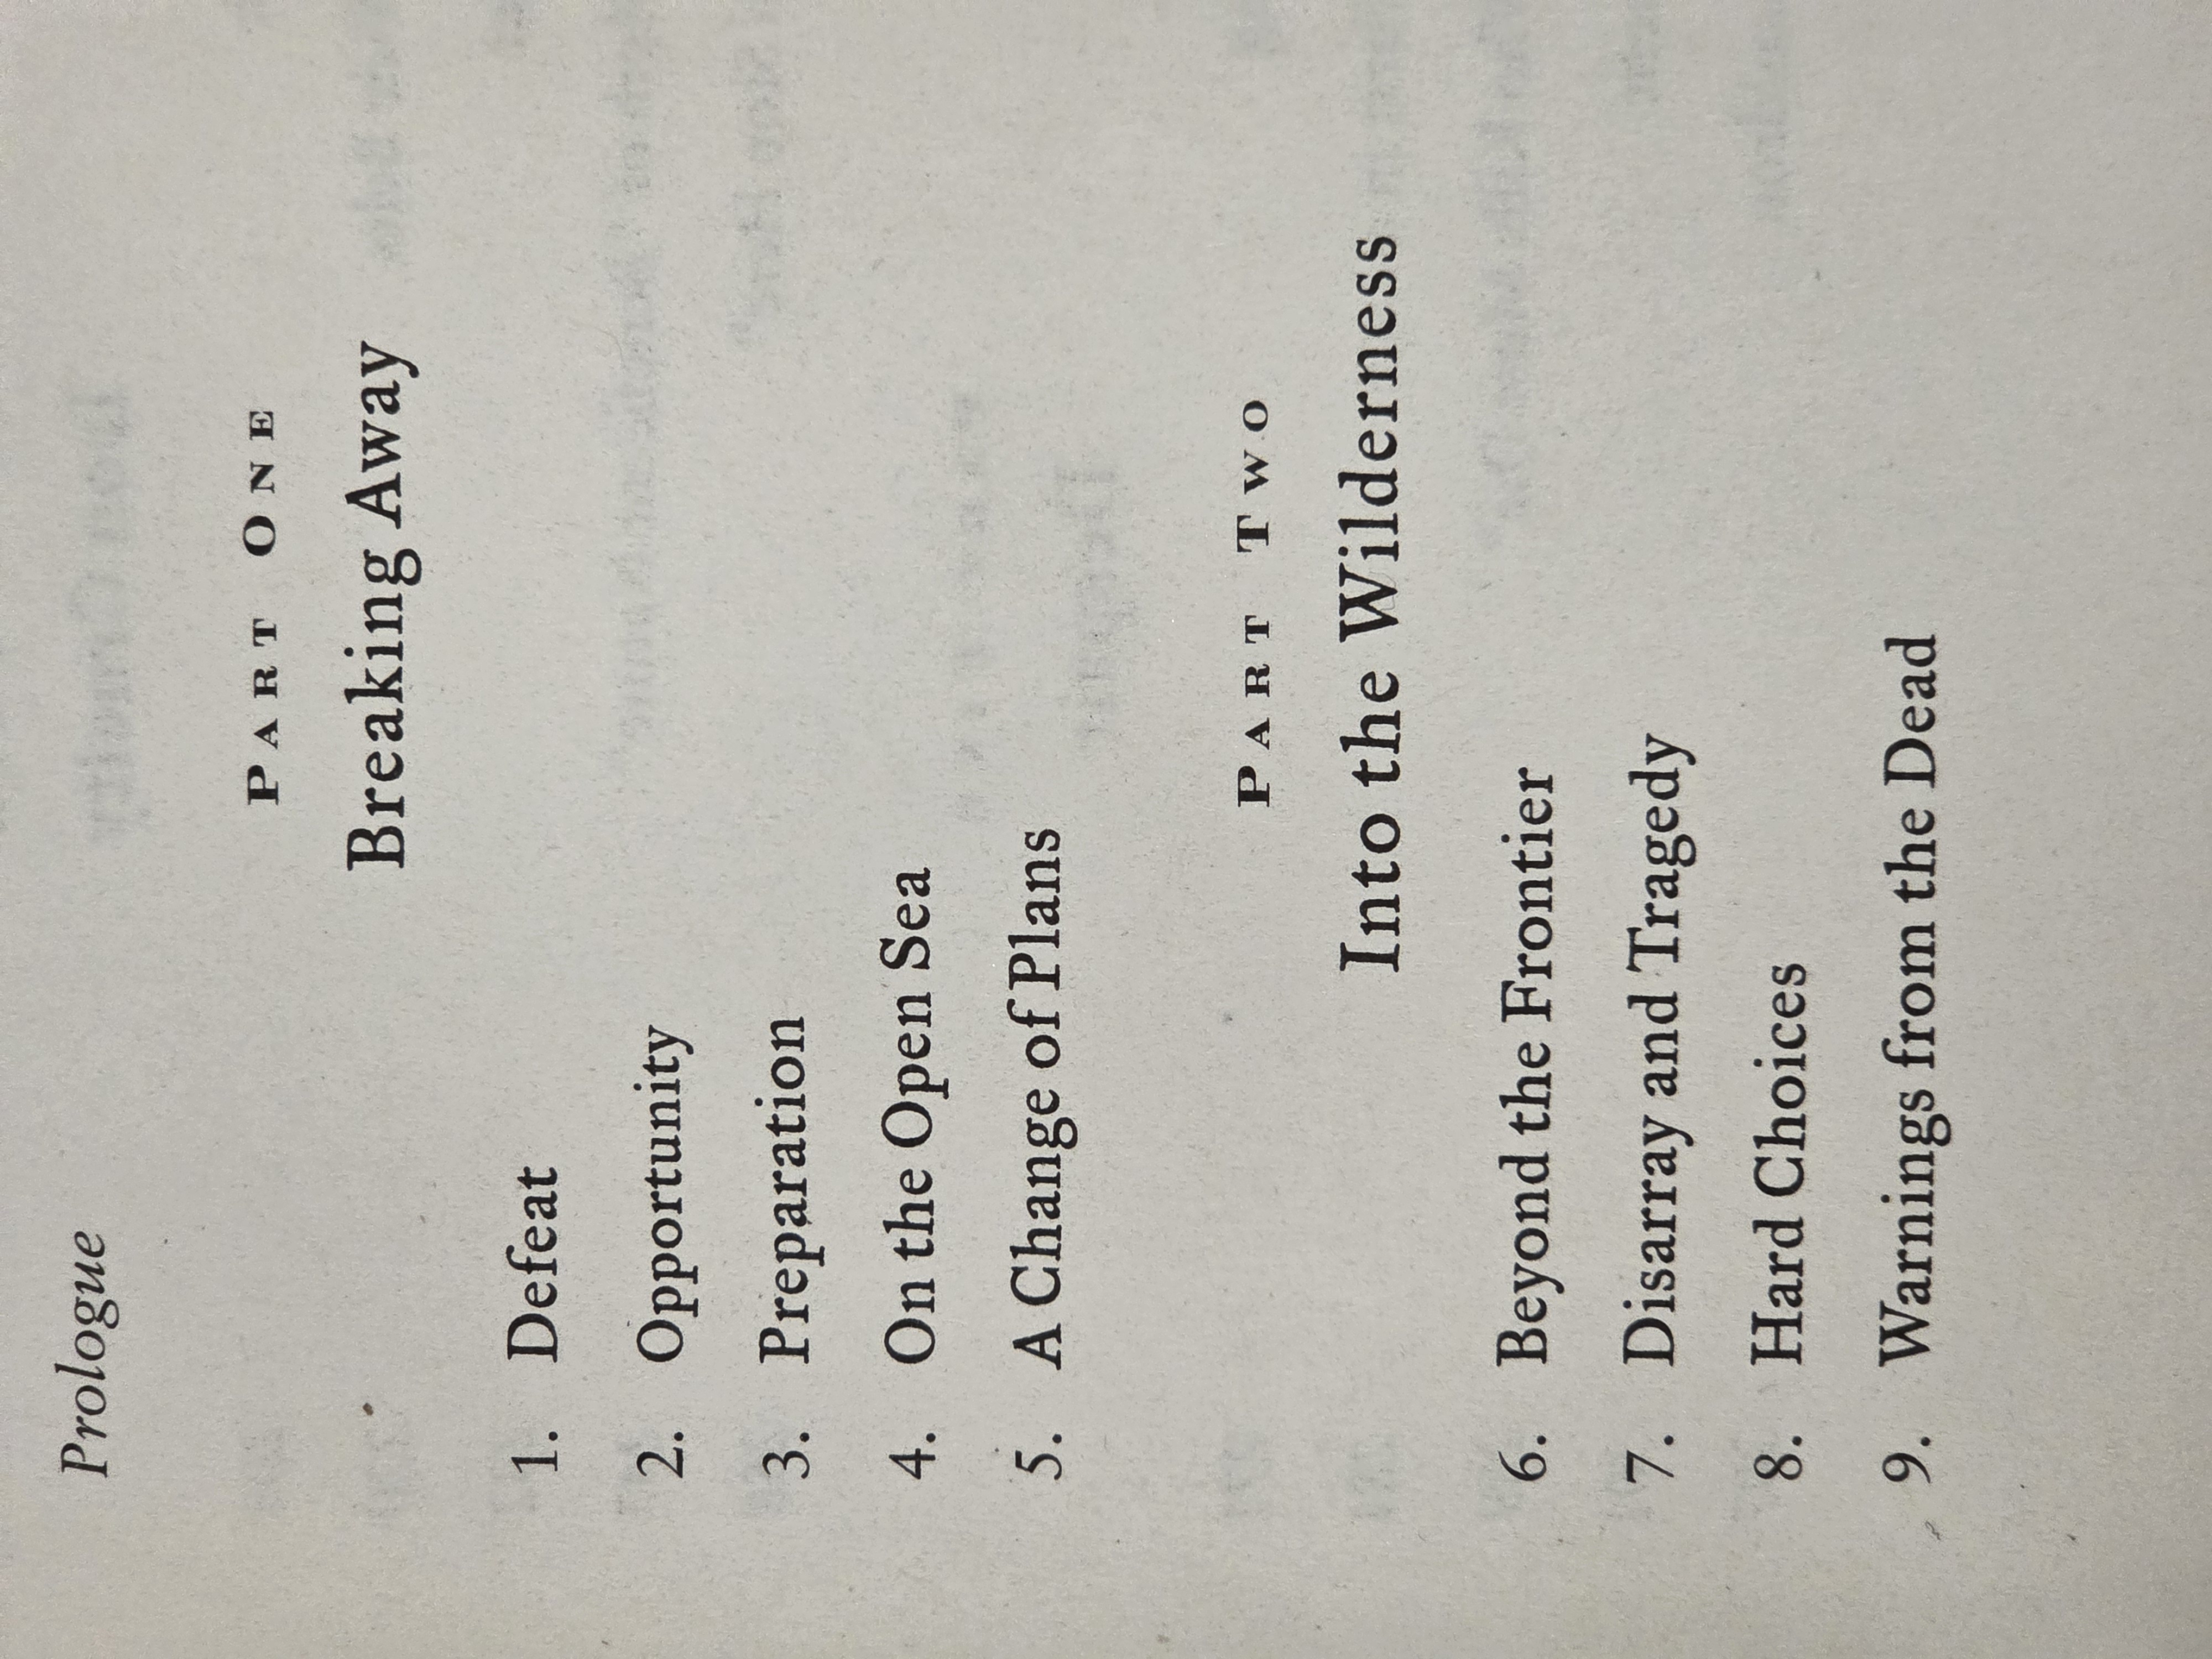 Prologue
PART ONE
Breaking Away
1. Defeat
2. Opportunity
3. Preparation
4. On the Open Sea
5. A Change of Plans
PART TWO
Into the Wilderness
6. Beyond the Frontier
7. Disarray and Tragedy
8. Hard Choices
9. Warnings from the Dead